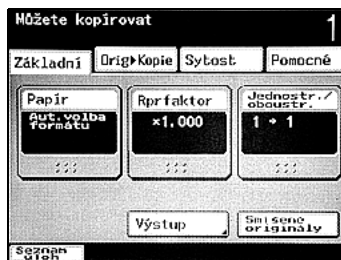 Můžete kopírovat
1
Základní
Orig▸Kopie
Sytost
Pomocné
Papír
Aut.volba
formátu
Rprfaktor
×1.000
Jednostr./
oboustr.
1 → 1
Výstup
Smisene
originály
Seznam
úloh